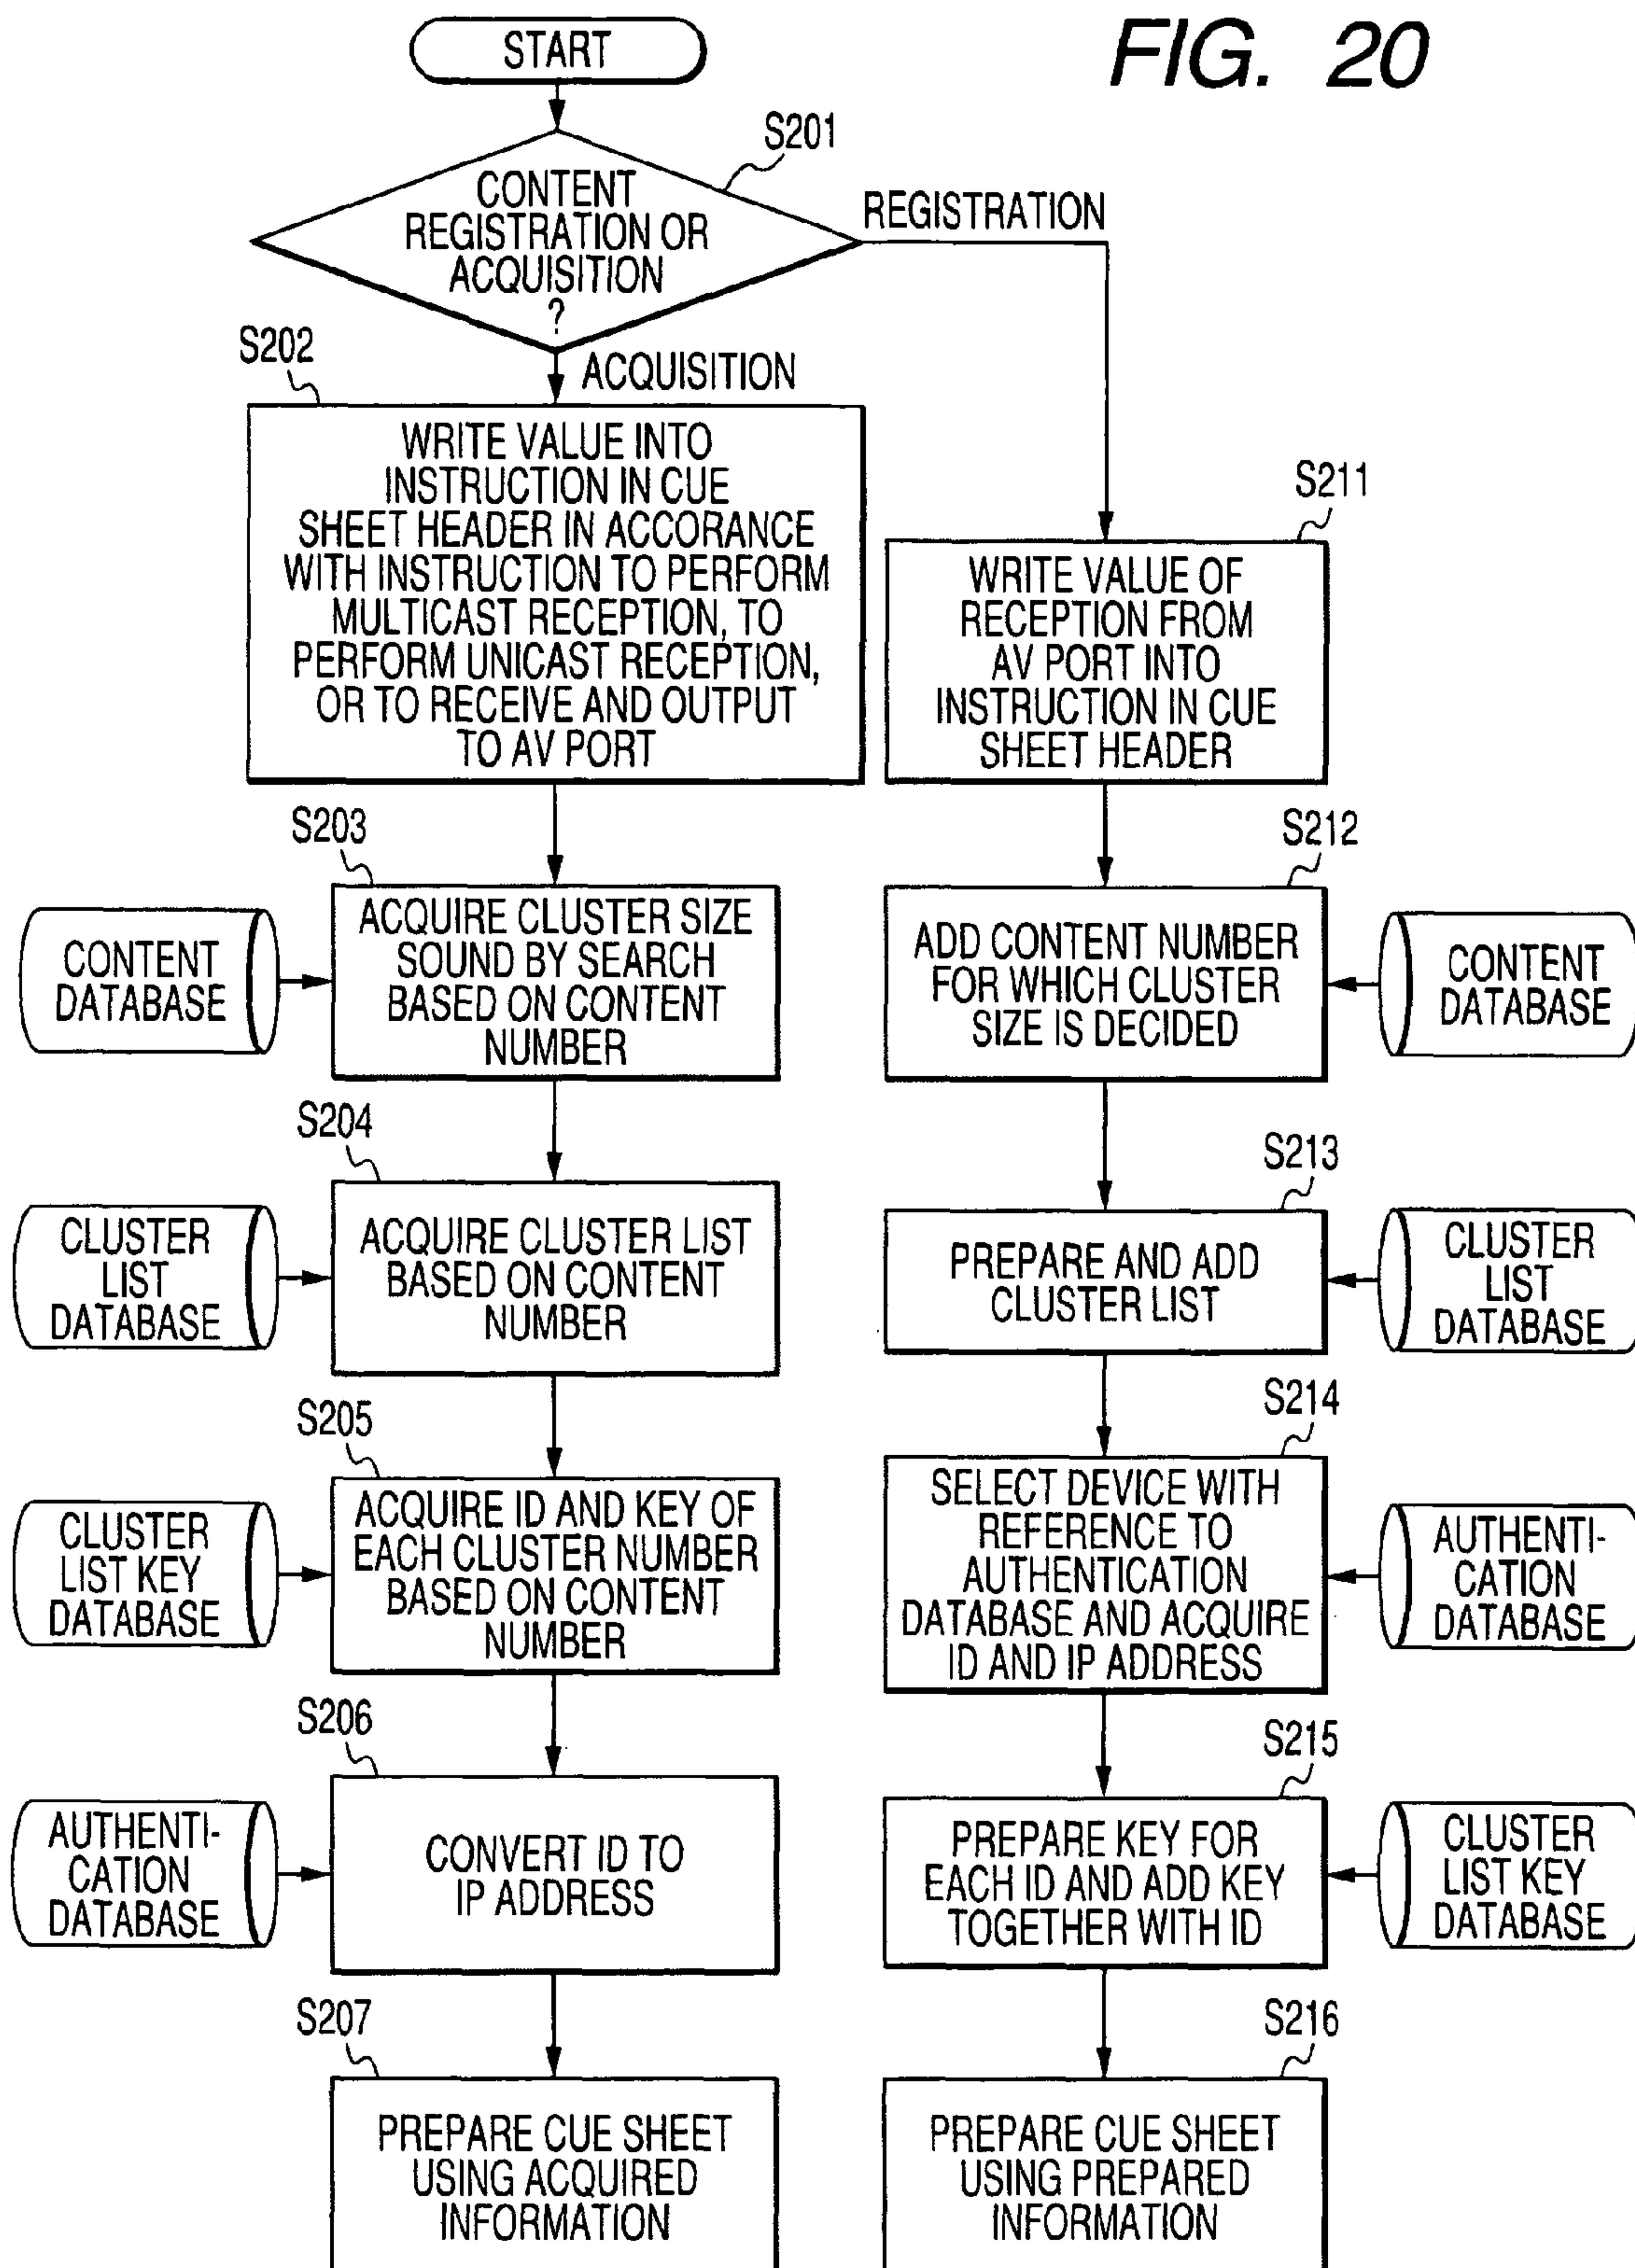 FIG. 20
START
S201
CONTENT
REGISTRATION OR
ACQUISITION
?
REGISTRATION
ACQUISITION
S202
WRITE VALUE INTO
INSTRUCTION IN CUE
SHEET HEADER IN ACCORANCE
WITH INSTRUCTION TO PERFORM
MULTICAST RECEPTION, TO
PERFORM UNICAST RECEPTION,
OR TO RECEIVE AND OUTPUT
TO AV PORT
S211
WRITE VALUE OF
RECEPTION FROM
AV PORT INTO
INSTRUCTION IN CUE
SHEET HEADER
S203
CONTENT
DATABASE
ACQUIRE CLUSTER SIZE
SOUND BY SEARCH
BASED ON CONTENT
NUMBER
S212
ADD CONTENT NUMBER
FOR WHICH CLUSTER
SIZE IS DECIDED
CONTENT
DATABASE
S204
CLUSTER
LIST
DATABASE
ACQUIRE CLUSTER LIST
BASED ON CONTENT
NUMBER
S213
PREPARE AND ADD
CLUSTER LIST
CLUSTER
LIST
DATABASE
S205
CLUSTER
LIST KEY
DATABASE
ACQUIRE ID AND KEY OF
EACH CLUSTER NUMBER
BASED ON CONTENT
NUMBER
S214
SELECT DEVICE WITH
REFERENCE TO
AUTHENTICATION
DATABASE AND ACQUIRE
ID AND IP ADDRESS
AUTHENTI-
CATION
DATABASE
S206
AUTHENTI-
CATION
DATABASE
CONVERT ID TO
IP ADDRESS
S215
PREPARE KEY FOR
EACH ID AND ADD KEY
TOGETHER WITH ID
CLUSTER
LIST KEY
DATABASE
S207
PREPARE CUE SHEET
USING ACQUIRED
INFORMATION
S216
PREPARE CUE SHEET
USING PREPARED
INFORMATION